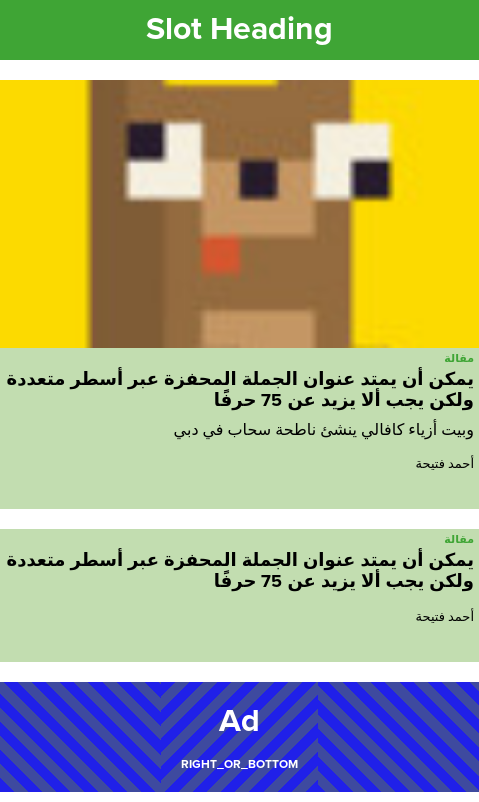 Slot Heading
مقالة
يمكن أن يمتد عنوان الجملة المحفزة عبر أسطر متعددة
ولكن يجب ألا يزيد عن 75 حرفًا
وبيت أزياء كافالي ينشئ ناطحة سحاب في دبي
أحمد فتيحة
مقالة
يمكن أن يمتد عنوان الجملة المحفزة عبر أسطر متعددة
ولكن يجب ألا يزيد عن 75 حرفًا
أحمد فتيحة
Ad
RIGHT_OR_BOTTOM